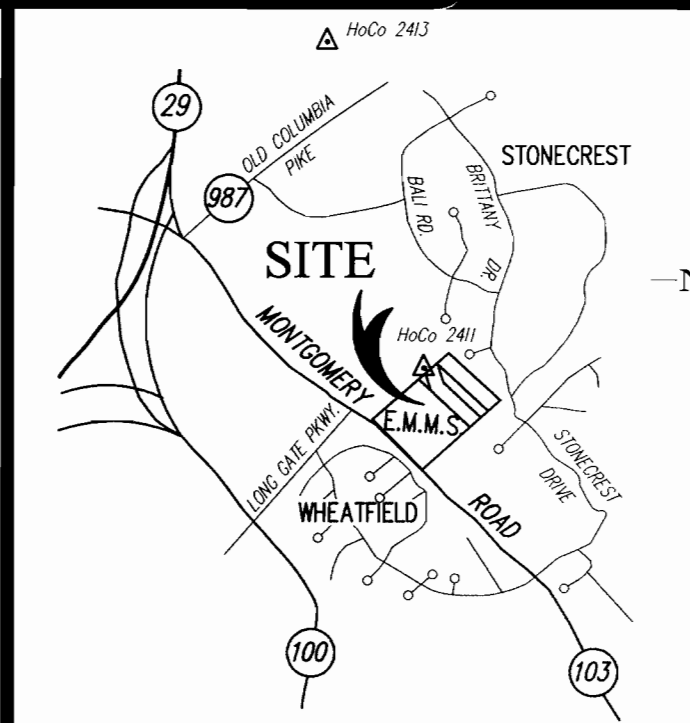 HoCo 2413
29
OLD COLUMBIA
PIKE
STONECREST
987
BALI RD.
BRITTANY
DR.
SITE
N
MONTGOMERY
HoCo 2411
E.M.M.S
LONG GATE PKWY.
STONECREST
DRIVE
WHEATFIELD
ROAD
100
103